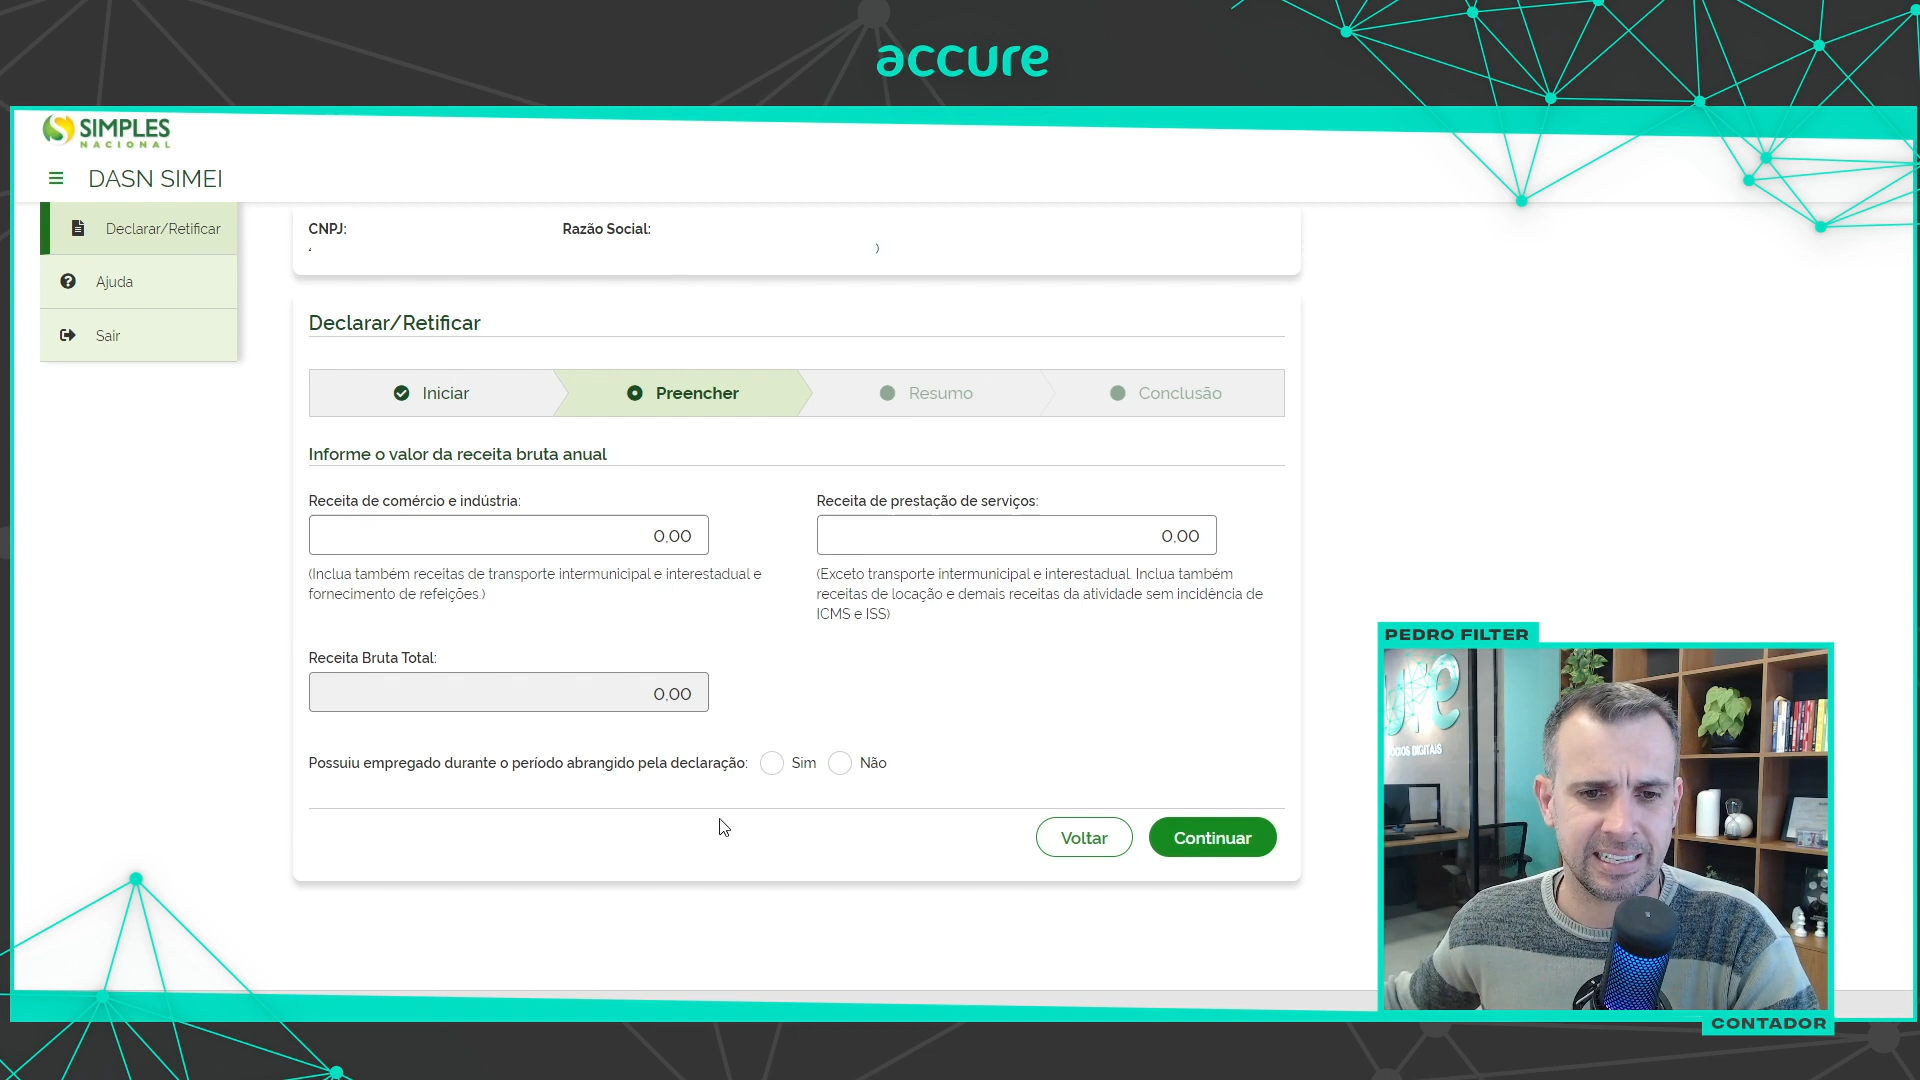 accure
SIMPLES
NACIONAL
DASN SIMEI
Declarar/Retificar
Ajuda
Sair
CNPJ:
Razão Social:
)
Declarar/Retificar
Iniciar
Preencher
Resumo
Conclusão
Informe o valor da receita bruta anual
Receita de comércio e indústria:
0,00
(Inclua também receitas de transporte intermunicipal e interestadual e
fornecimento de refeições.)
Receita de prestação de serviços:
0,00
(Exceto transporte intermunicipal e interestadual. Inclua também
receitas de locação e demais receitas da atividade sem incidência de
ICMS e ISS)
Receita Bruta Total:
0,00
Possuiu empregado durante o período abrangido pela declaração:
Sim
Não
Voltar
Continuar
PEDRO FILTER
DIGITAIS
CONTADOR